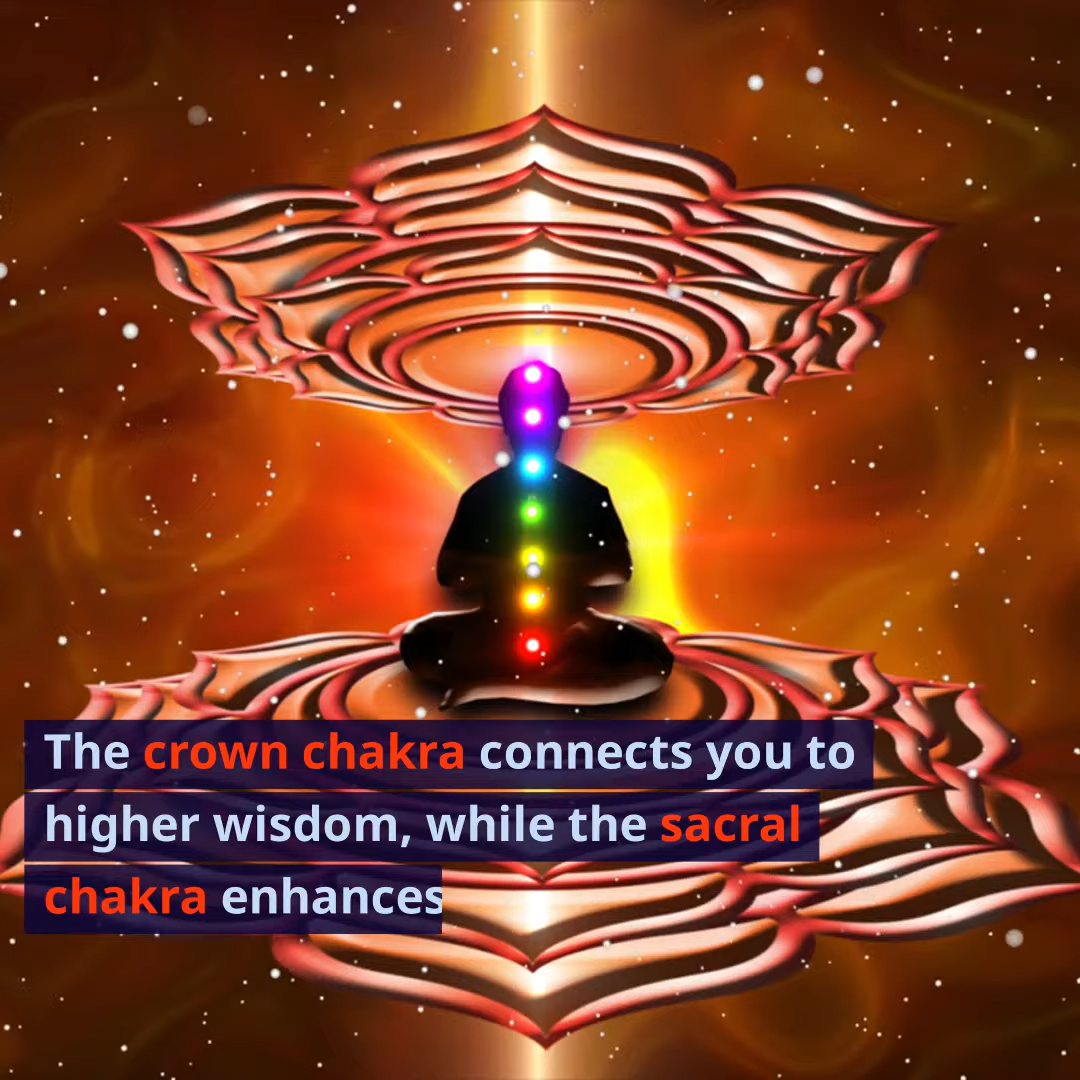 The crown chakra connects you to
higher wisdom, while the sacral
chakra enhances